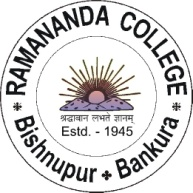 RAMANANDA COLLEGE
श्रद्धावान लभते ज्ञानम्
Estd. - 1945
Bishnupur ✤ Bankura